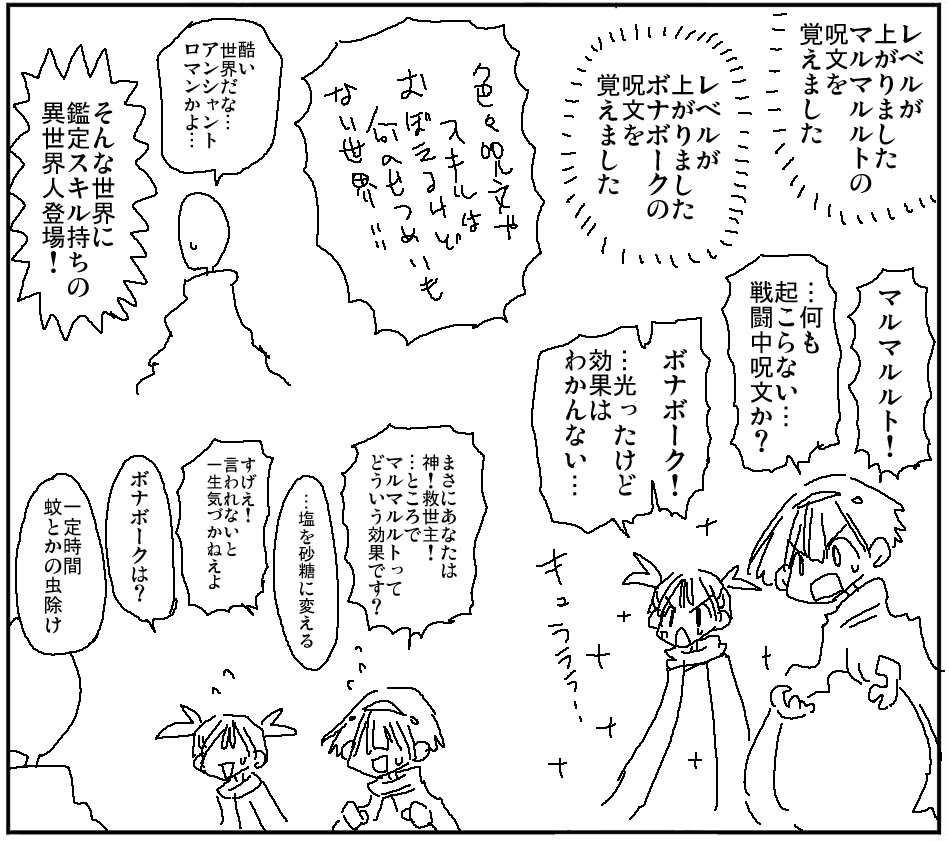 レベルが
上がりました
マルマルルトの
呪文を
覚えました
レベルが
上がりました
ボナボークの
呪文を
覚えました
マルマルルト！
…何も
起こらない…
戦闘中呪文か？
ボナボーク！
…光ったけど
効果は
わかんない…
キュラララ…
色々呪文や
スキルは
おぼえるけど
何のせつめいも
ない世界…
酷い
世界だな…
アンシャント
ロマンかよ…
そんな世界に
鑑定スキル持ちの
異世界人登場！
まさにあなたは
神！救世主！
…ところで
マルマルルトって
どういう効果です？
…塩を砂糖に変える
すげえ！
言われないと
一生気づかねえよ
ボナボークは？
一定時間
蚊とかの虫除け